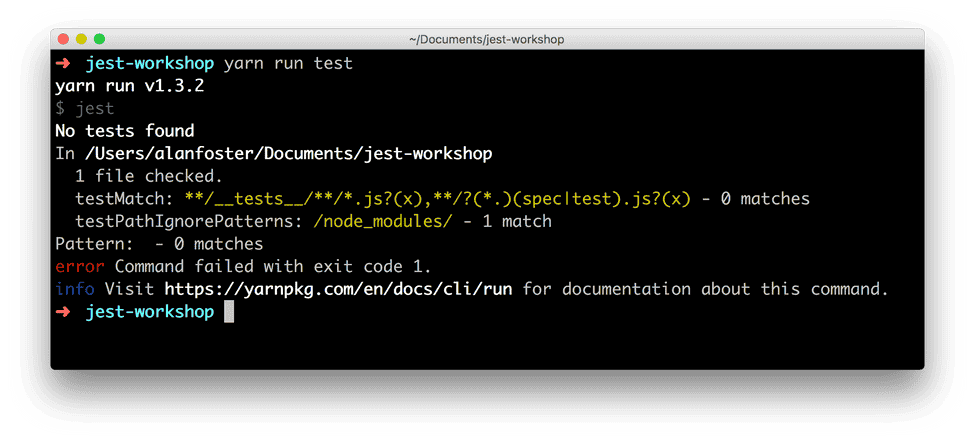 ~/Documents/jest-workshop
➜ jest-workshop yarn run test
yarn run v1.3.2
$ jest
No tests found
In /Users/alanfoster/Documents/jest-workshop
  1 file checked.
  testMatch: **/__tests__/**/*.js?(x),**/?(*.)(spec|test).js?(x) - 0 matches
  testPathIgnorePatterns: /node_modules/ - 1 match
Pattern:  - 0 matches
error Command failed with exit code 1.
info Visit https://yarnpkg.com/en/docs/cli/run for documentation about this command.
➜ jest-workshop